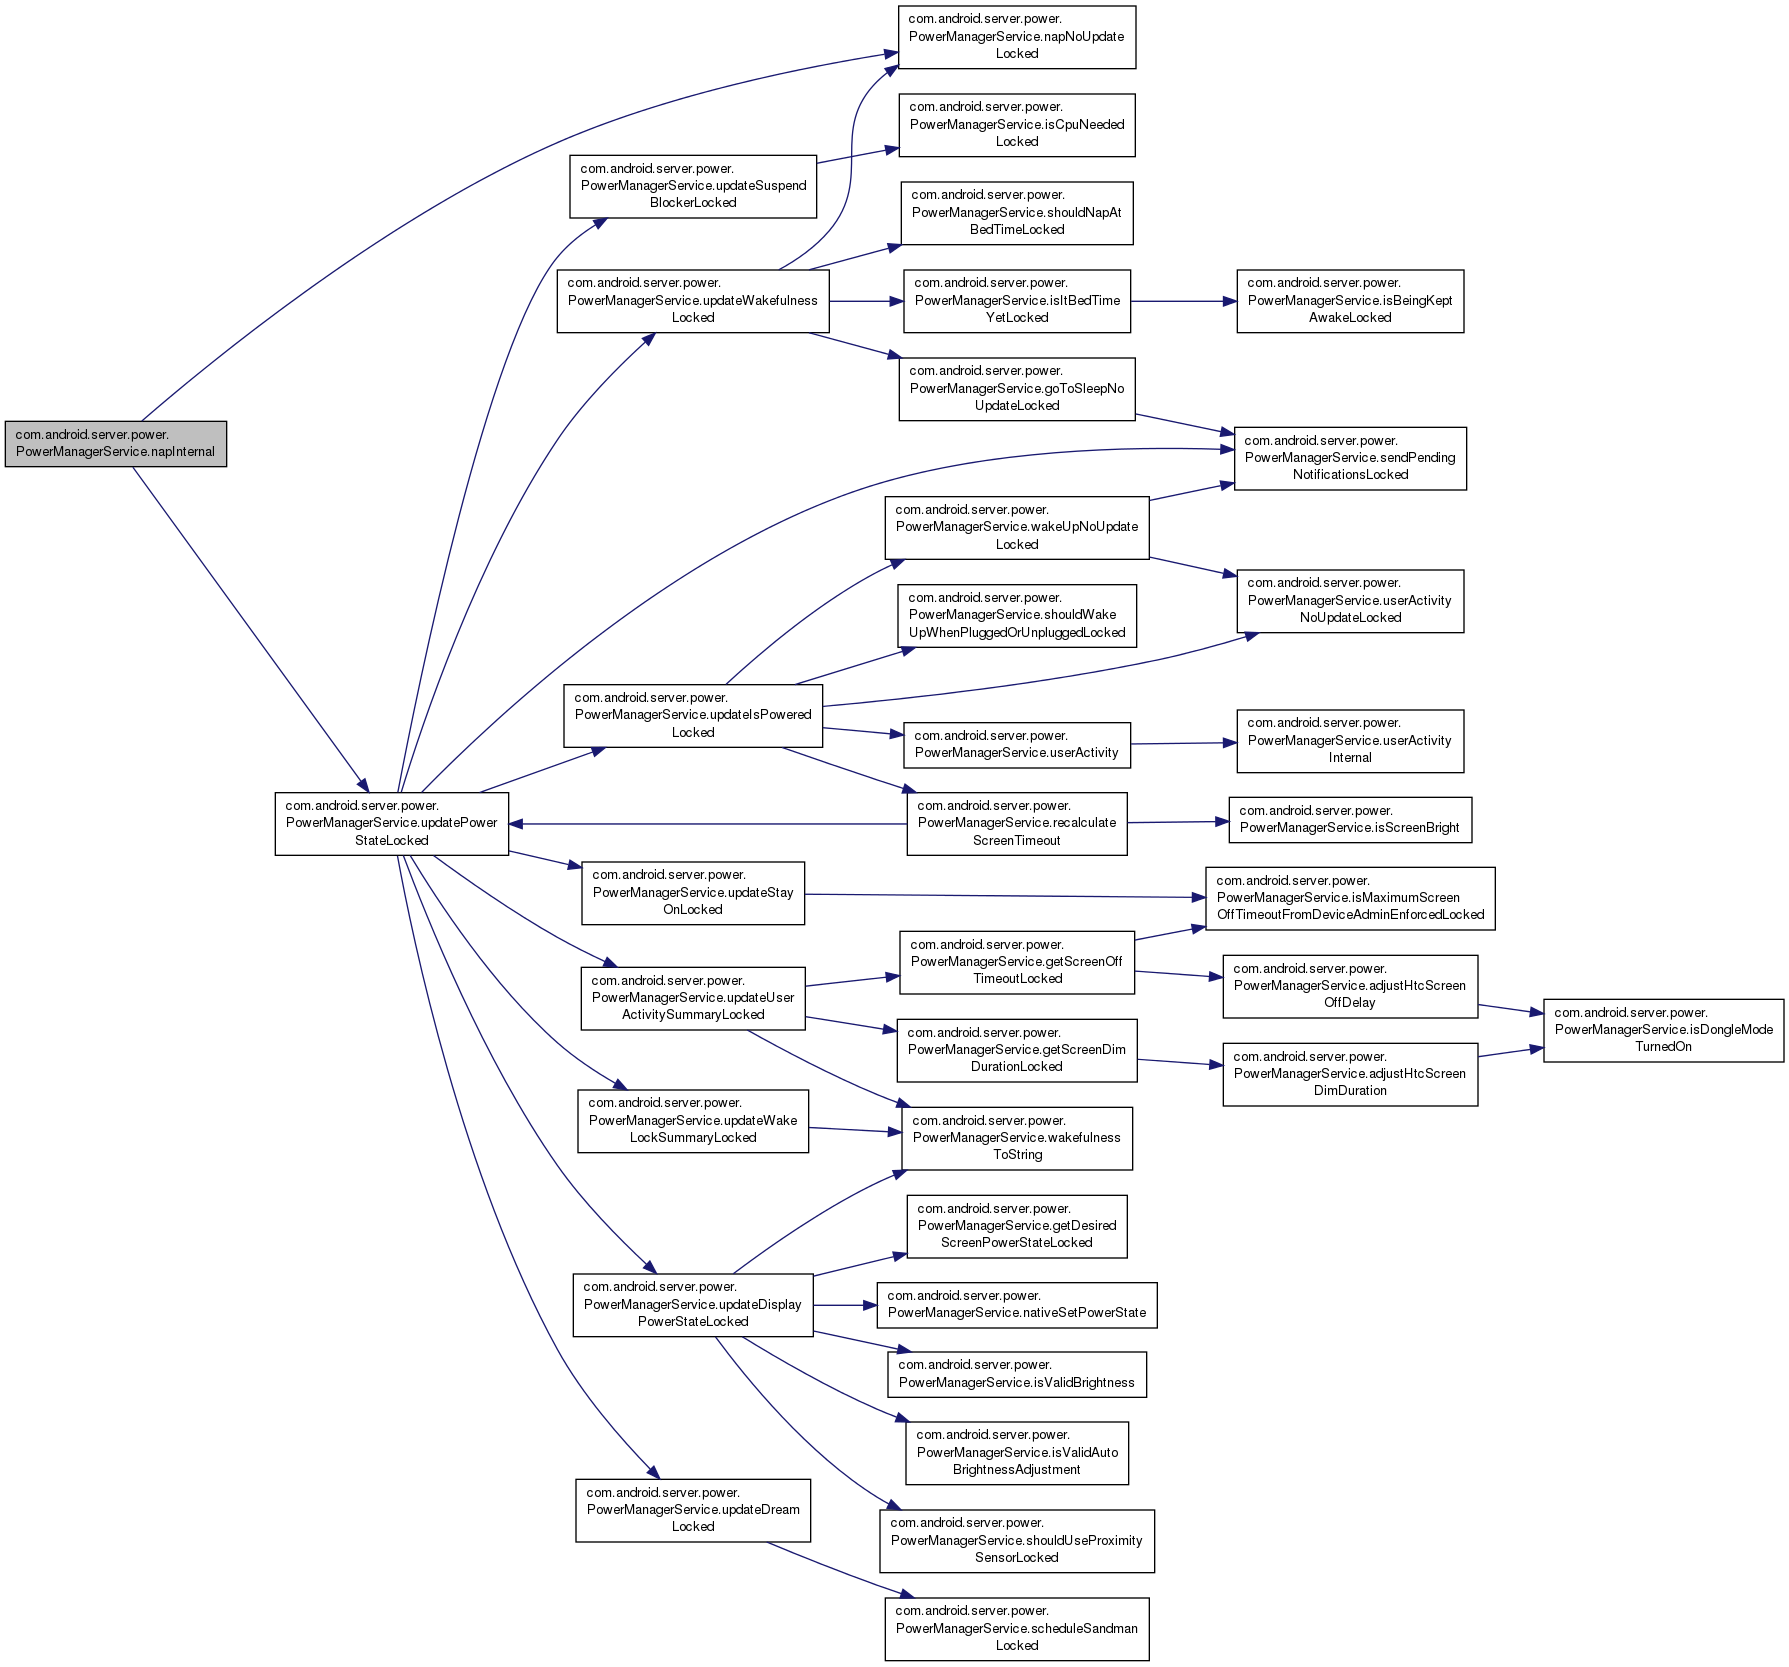 com.android.server.power.
PowerManagerService.napInternal
com.android.server.power.
PowerManagerService.updatePower
StateLocked
com.android.server.power.
PowerManagerService.updateSuspend
BlockerLocked
com.android.server.power.
PowerManagerService.updateWakefulness
Locked
com.android.server.power.
PowerManagerService.updateIsPowered
Locked
com.android.server.power.
PowerManagerService.updateStay
OnLocked
com.android.server.power.
PowerManagerService.updateUser
ActivitySummaryLocked
com.android.server.power.
PowerManagerService.updateWake
LockSummaryLocked
com.android.server.power.
PowerManagerService.updateDisplay
PowerStateLocked
com.android.server.power.
PowerManagerService.updateDream
Locked
com.android.server.power.
PowerManagerService.napNoUpdate
Locked
com.android.server.power.
PowerManagerService.isCpuNeeded
Locked
com.android.server.power.
PowerManagerService.shouldNapAt
BedTimeLocked
com.android.server.power.
PowerManagerService.isItBedTime
YetLocked
com.android.server.power.
PowerManagerService.goToSleepNo
UpdateLocked
com.android.server.power.
PowerManagerService.wakeUpNoUpdate
Locked
com.android.server.power.
PowerManagerService.shouldWake
UpWhenPluggedOrUnpluggedLocked
com.android.server.power.
PowerManagerService.userActivity
com.android.server.power.
PowerManagerService.recalculate
ScreenTimeout
com.android.server.power.
PowerManagerService.getScreenOff
TimeoutLocked
com.android.server.power.
PowerManagerService.getScreenDim
DurationLocked
com.android.server.power.
PowerManagerService.wakefulness
ToString
com.android.server.power.
PowerManagerService.getDesired
ScreenPowerStateLocked
com.android.server.power.
PowerManagerService.nativeSetPowerState
com.android.server.power.
PowerManagerService.isValidBrightness
com.android.server.power.
PowerManagerService.isValidAuto
BrightnessAdjustment
com.android.server.power.
PowerManagerService.shouldUseProximity
SensorLocked
com.android.server.power.
PowerManagerService.scheduleSandman
Locked
com.android.server.power.
PowerManagerService.isBeingKept
AwakeLocked
com.android.server.power.
PowerManagerService.sendPending
NotificationsLocked
com.android.server.power.
PowerManagerService.userActivity
NoUpdateLocked
com.android.server.power.
PowerManagerService.userActivity
Internal
com.android.server.power.
PowerManagerService.isScreenBright
com.android.server.power.
PowerManagerService.isMaximumScreen
OffTimeoutFromDeviceAdminEnforcedLocked
com.android.server.power.
PowerManagerService.adjustHtcScreen
OffDelay
com.android.server.power.
PowerManagerService.adjustHtcScreen
DimDuration
com.android.server.power.
PowerManagerService.isDongleMode
TurnedOn